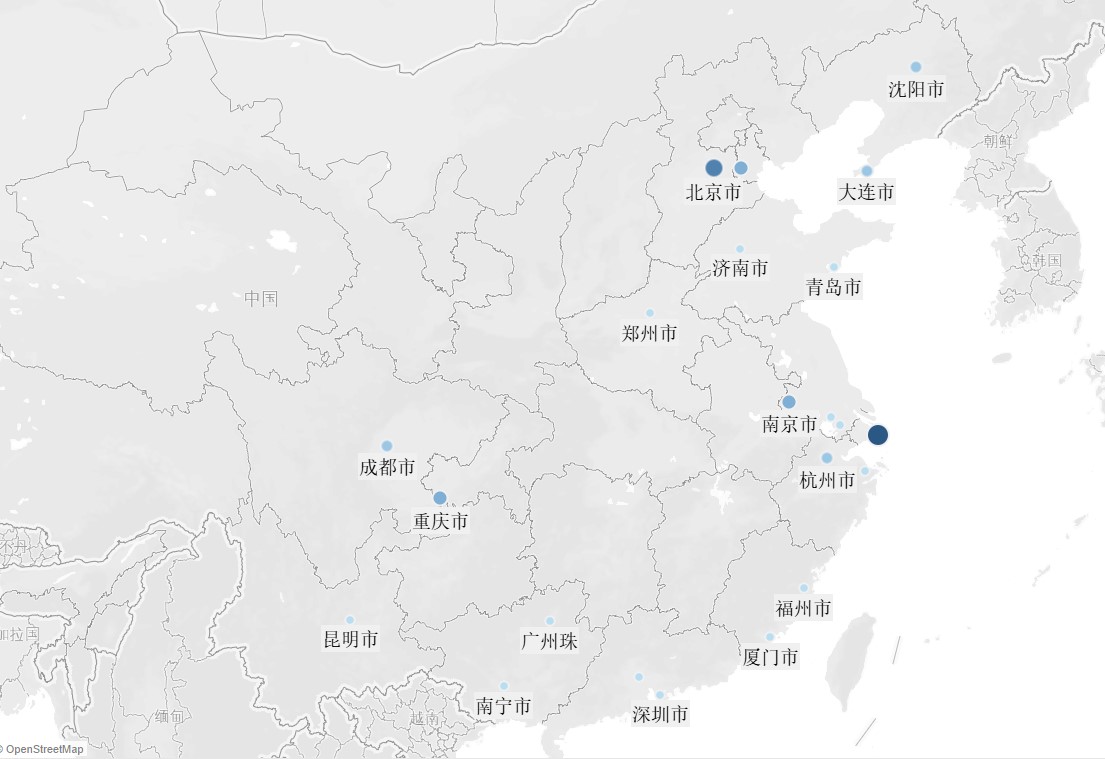 沈阳市
朝鲜
北京市
大连市
韩国
济南市
青岛市
中国
郑州市
南京市
成都市
杭州市
重庆市
不丹
福州市
加拉国
昆明市
广州珠
厦门市
南宁市
深圳市
缅甸
越南
OpenStreetMap